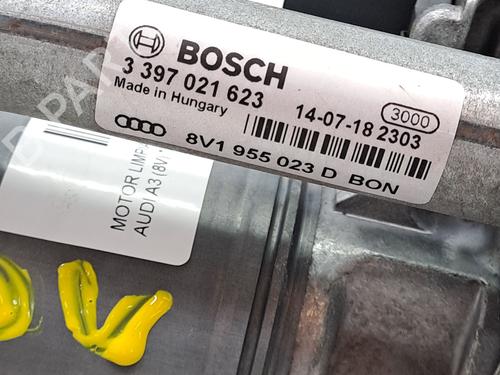 BOSCH
3 397 021 623
Made in Hungary
14-07-18 2303
3000
8V1 955 023 D BON
MOTOR LIMP
AUDI A3 (8V)